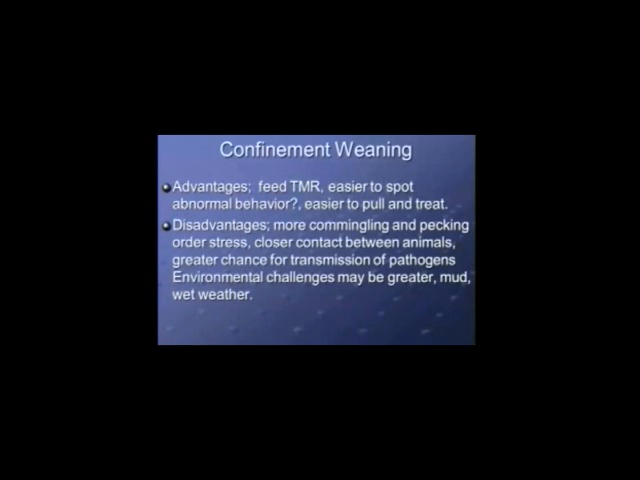 Confinement Weaning
Advantages; feed TMR, easier to spot
abnormal behavior?, easier to pull and treat.
Disadvantages; more commingling and pecking
order stress, closer contact between animals,
greater chance for transmission of pathogens
Environmental challenges may be greater, mud,
wet weather.